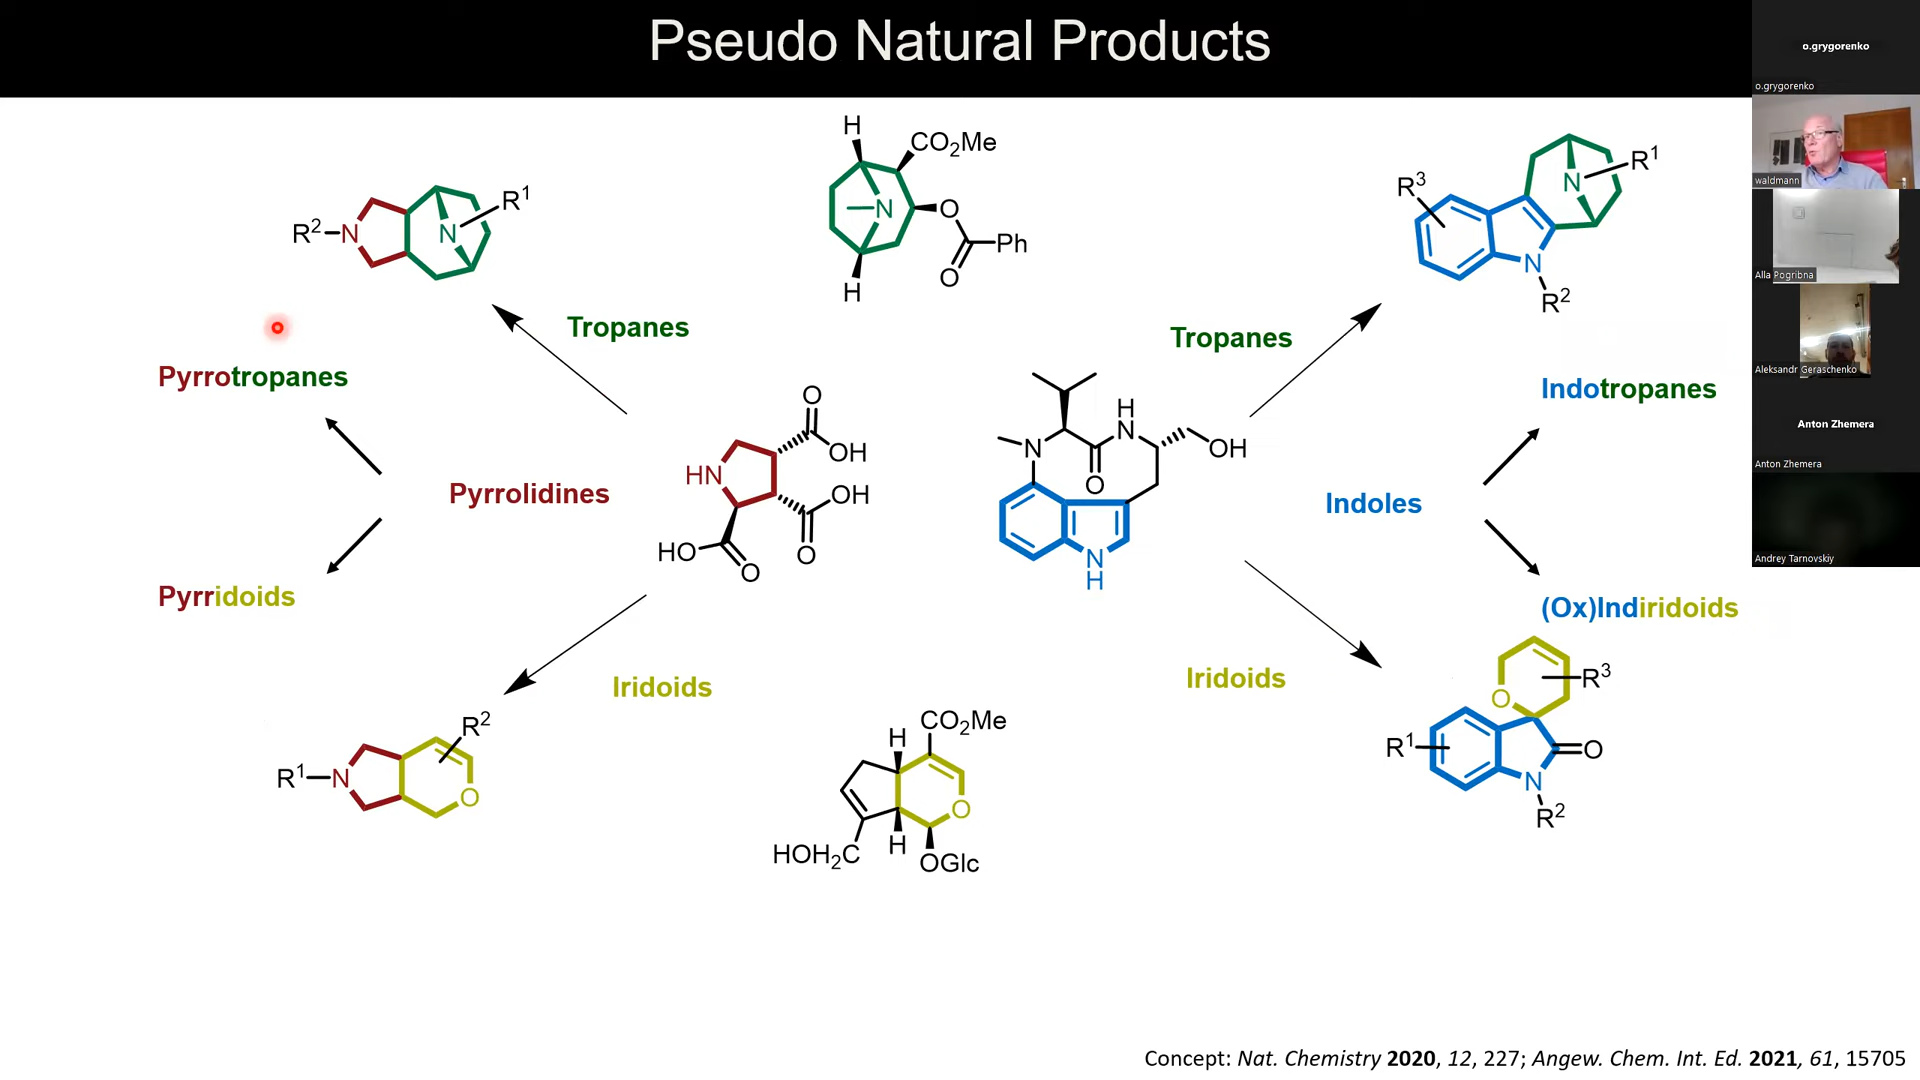 Pseudo Natural Products
o.grygorenko
o.grygorenko
waldmann
Alla Pogribna
Aleksandr Geraschenko
Anton Zhemera
Anton Zhemera
Andrey Tarnovskiy
R²
N
N
R¹
H
CO₂Me
N
O
Ph
O
H
R³
N
R¹
N
R²
Tropanes
Tropanes
Pyrrotropanes
Indotropanes
Pyrrolidines
HN
O
OH
OH
O
HO
O
N
H
N
O
OH
N
H
Indoles
Pyrridoids
(Ox)Indiridoids
Iridoids
Iridoids
R¹
N
R²
O
CO₂Me
H
O
H
HOH₂C
OGlc
O
R³
R¹
O
N
R²
Concept: Nat. Chemistry 2020, 12, 227; Angew. Chem. Int. Ed. 2021, 61, 15705